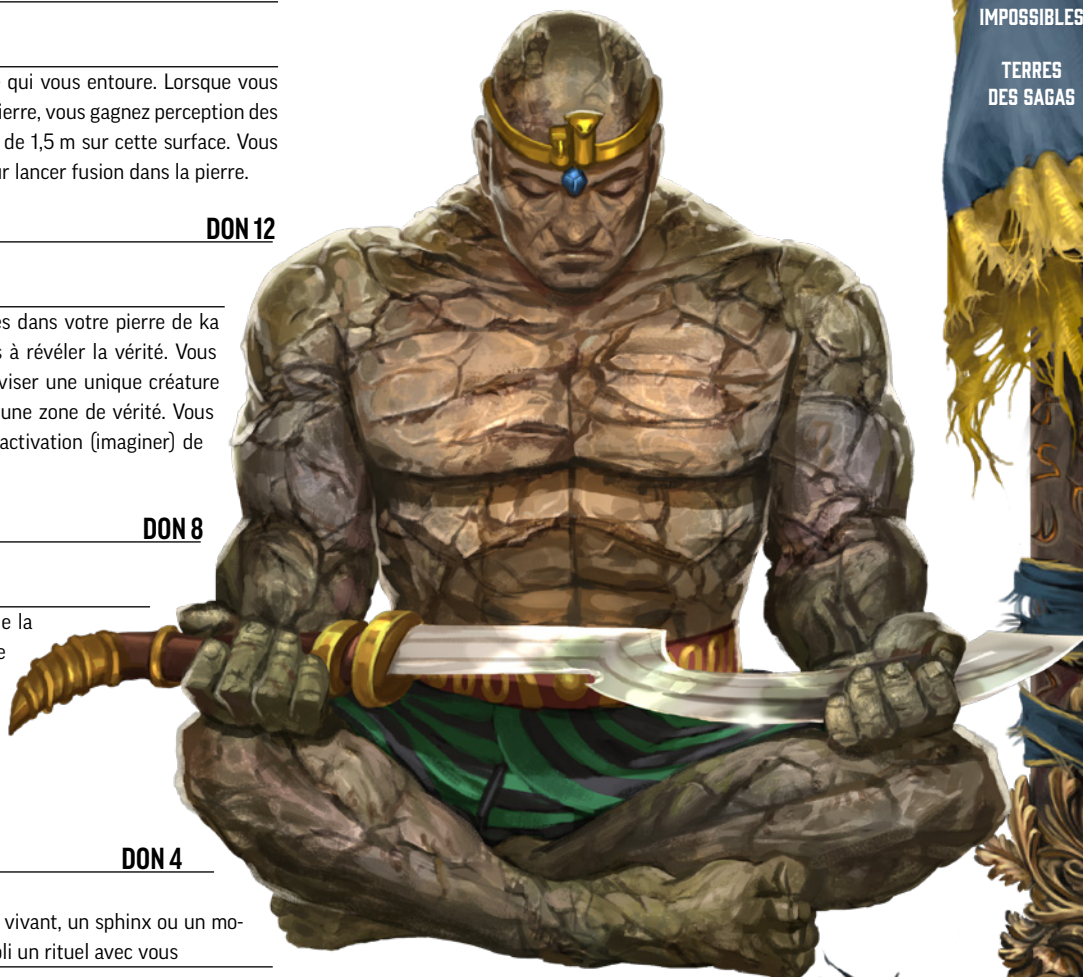 qui vous entoure. Lorsque vous
ierre, vous gagnez perception des
de 1,5 m sur cette surface. Vous
r lancer fusion dans la pierre.
DON 12
es dans votre pierre de ka
s à révéler la vérité. Vous
viser une unique créature
une zone de vérité. Vous
activation (imaginer) de
DON 8
e la
e
DON 4
vivant, un sphinx ou un mo-
pli un rituel avec vous
IMPOSSIBLES
TERRES
DES SAGAS